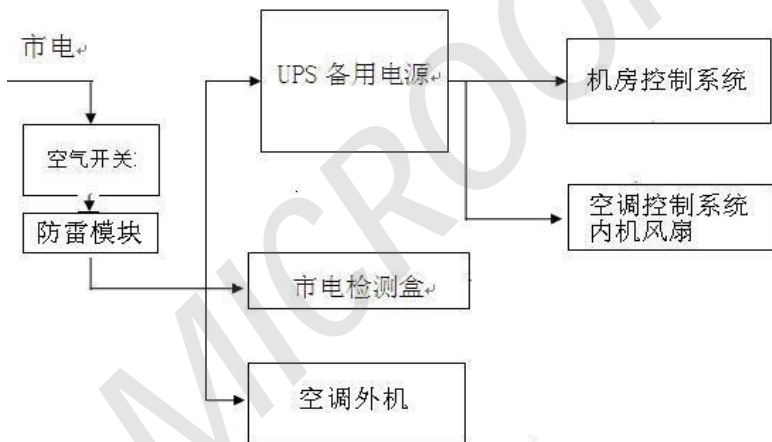 市电
UPS 备用电源
机房控制系统
空气开关:
防雷模块
空调控制系统
内机风扇
市电检测盒
空调外机
MICROO